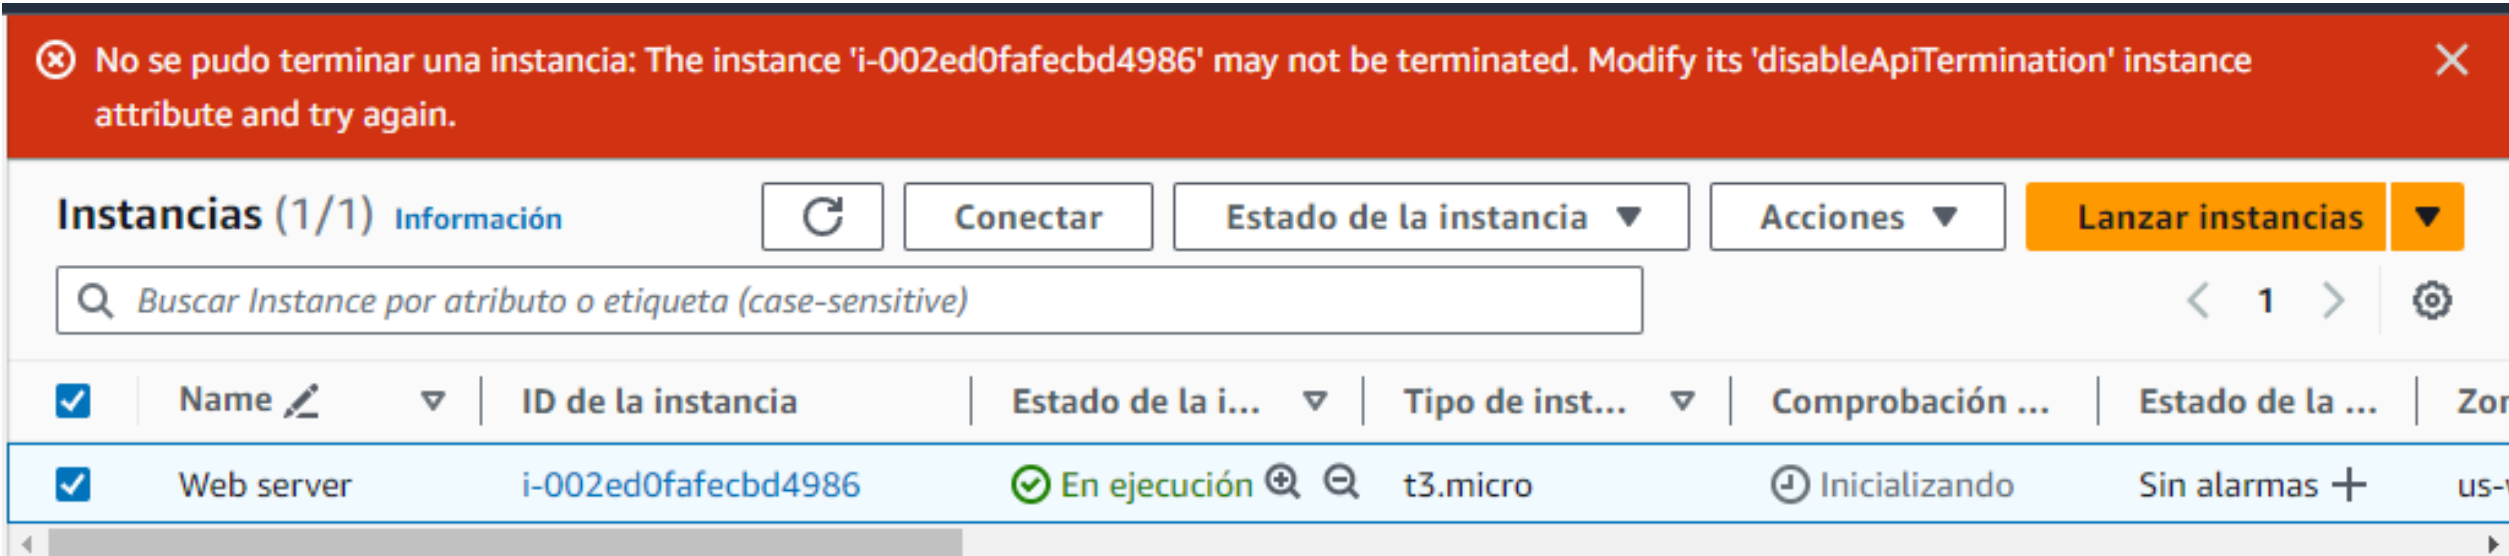 No se pudo terminar una instancia: The instance 'i-002ed0fafecbd4986' may not be terminated. Modify its 'disableApiTermination' instance
attribute and try again.
Instancias (1/1) Información Conectar Estado de la instancia Acciones Lanzar instancias
Buscar Instance por atributo o etiqueta (case-sensitive) 1
Name ID de la instancia Estado de la i... Tipo de inst... Comprobación ... Estado de la ...
Web server i-002ed0fafecbd4986 En ejecución t3.micro Inicializando Sin alarmas